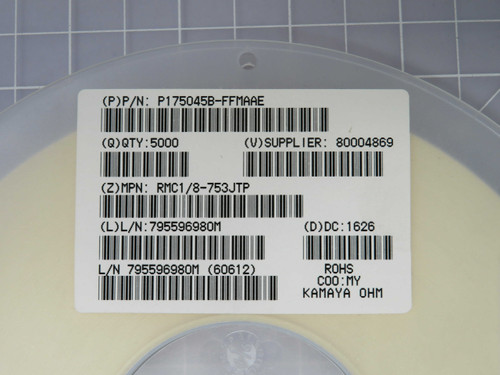 (P)P/N: P175045B-FFMAAE
(Q)QTY:5000 (V)SUPPLIER: 80004869
(Z)MPN: RMC1/8-753JTP
(L)L/N:795596980M (D)DC:1626
L/N 795596980M (60612) ROHS
COO:MY
KAMAYA OHM